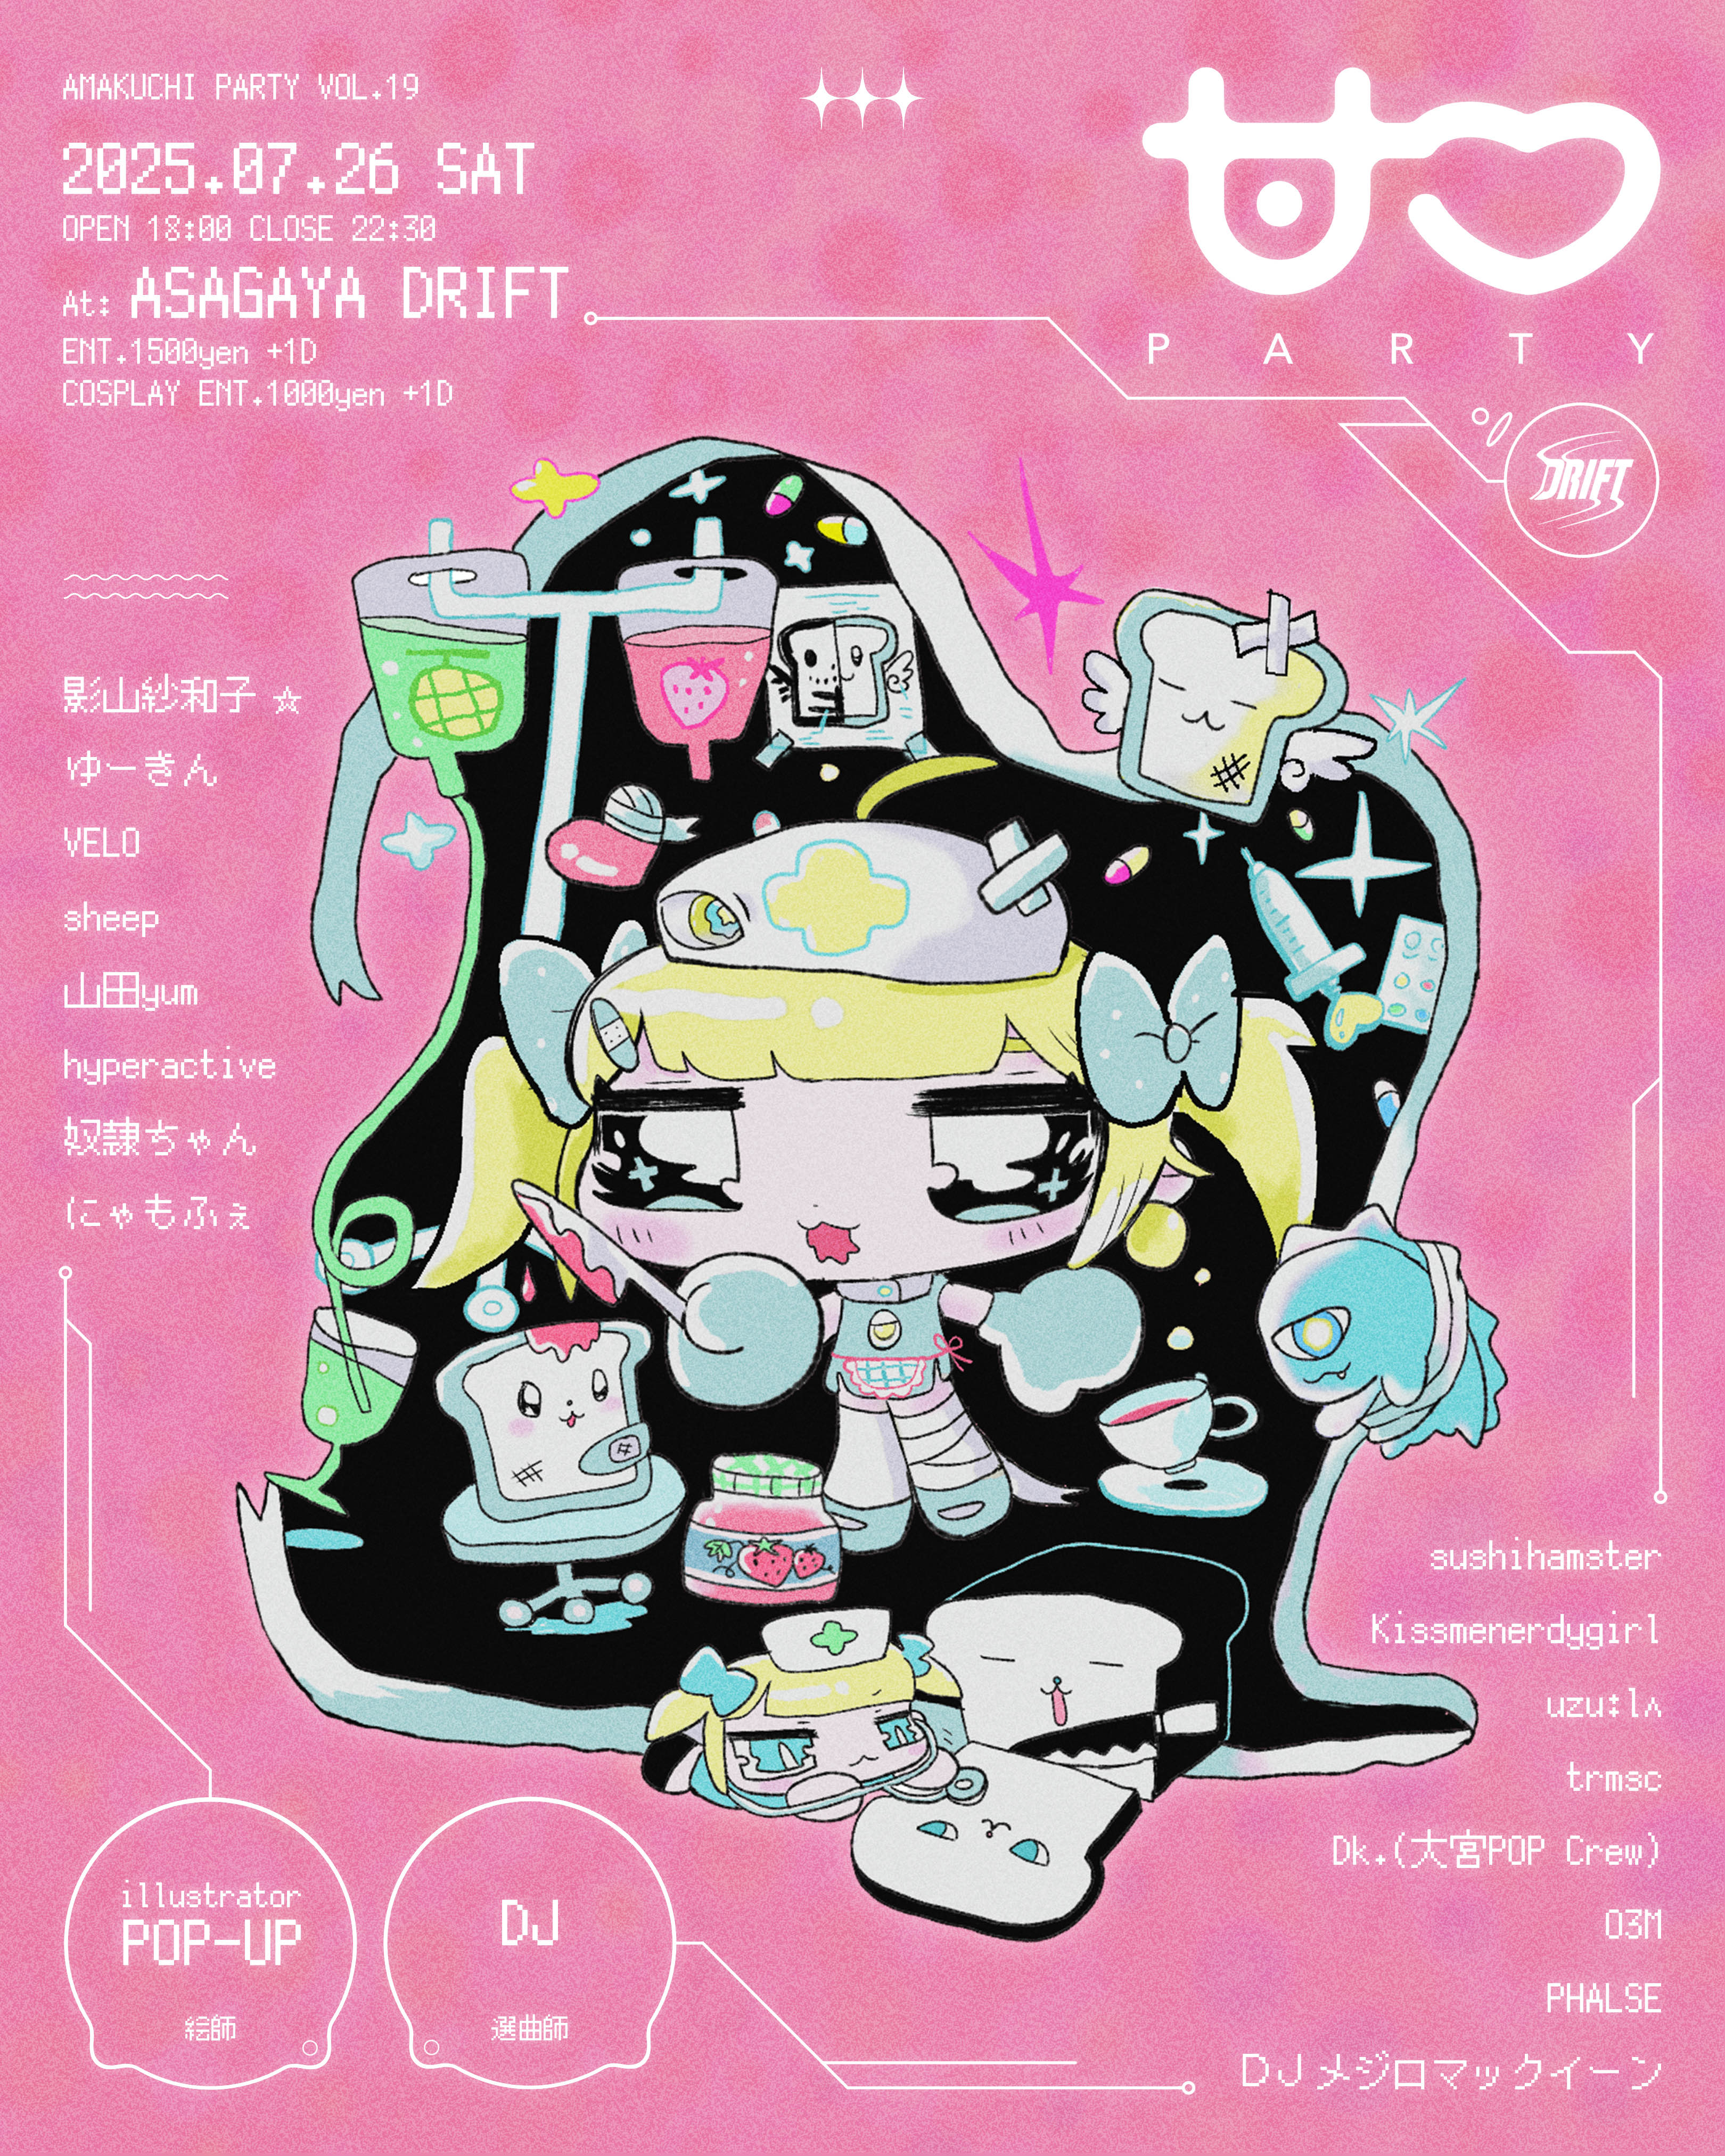 AMAKUCHI PARTY VOL.19
2025.07.26 SAT
OPEN 18:00 CLOSE 22:30
At: ASAGAYA DRIFT
ENT.1500yen +1D
COSPLAY ENT.1000yen +1D
甘口
PARTY
DRIFT
影山紗和子 ☆
ゆーきん
VELO
sheep
山田yum
hyperactive
奴隷ちゃん
にゃもふぇ
illustrator
POP-UP
絵師
DJ
選曲師
sushihamster
Kissmenerdygirl
uzu:lʌ
trmsc
Dk.(大宮POP Crew)
03M
PHALSE
DJメジロマックイーン